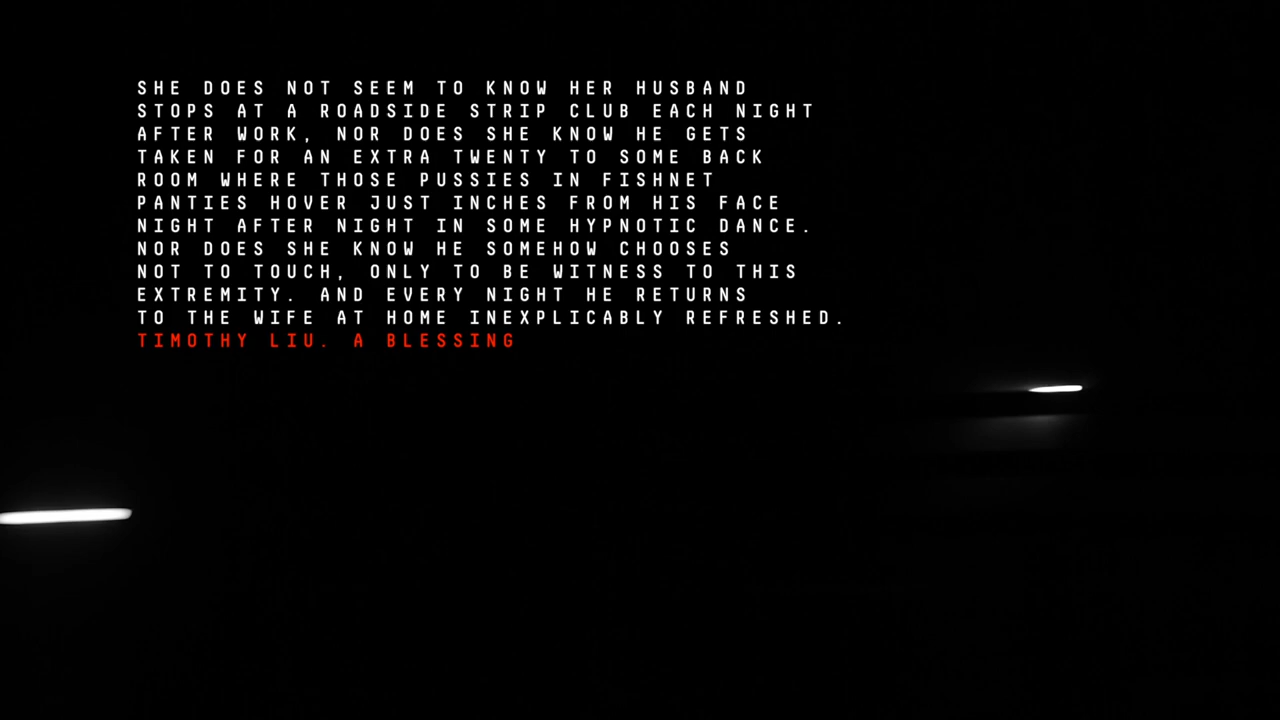 SHE DOES NOT SEEM TO KNOW HER HUSBAND
STOPS AT A ROADSIDE STRIP CLUB EACH NIGHT
AFTER WORK, NOR DOES SHE KNOW HE GETS
TAKEN FOR AN EXTRA TWENTY TO SOME BACK
ROOM WHERE THOSE PUSSIES IN FISHNET
PANTIES HOVER JUST INCHES FROM HIS FACE
NIGHT AFTER NIGHT IN SOME HYPNOTIC DANCE.
NOR DOES SHE KNOW HE SOMEHOW CHOOSES
NOT TO TOUCH, ONLY TO BE WITNESS TO THIS
EXTREMITY. AND EVERY NIGHT HE RETURNS
TO THE WIFE AT HOME INEXPLICABLY REFRESHED.
TIMOTHY LIU. A BLESSING